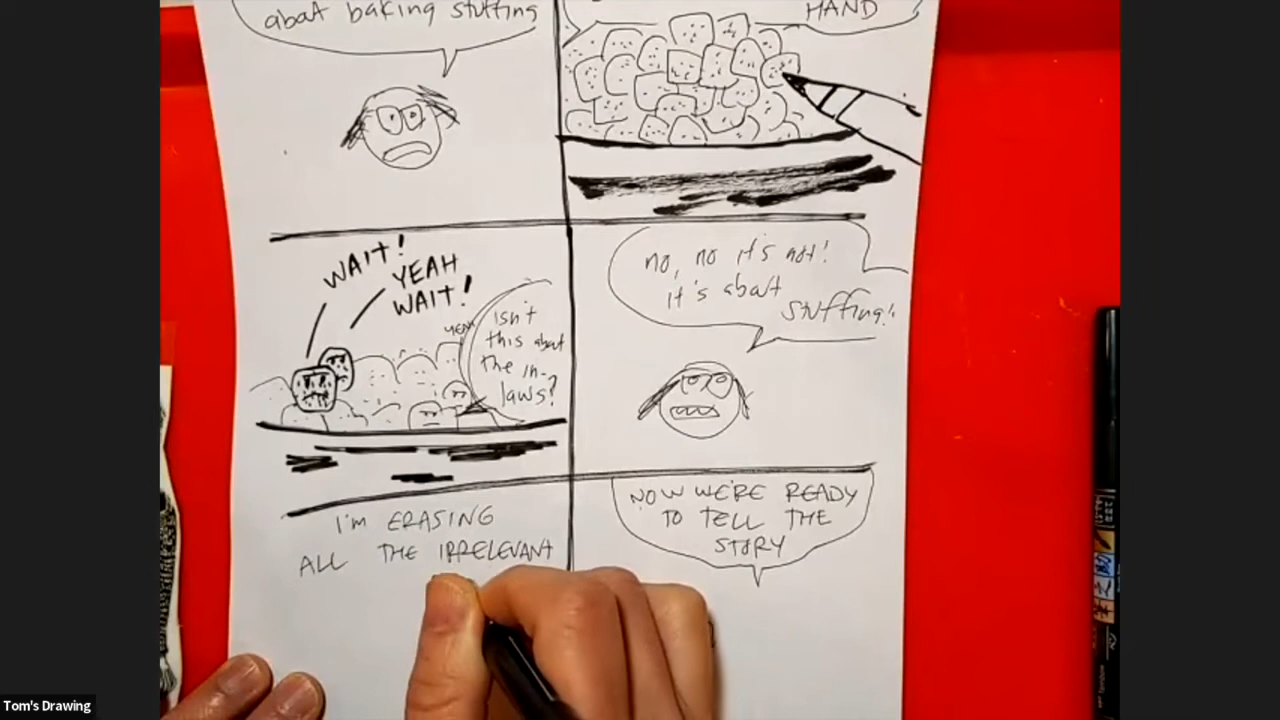 about baking stuffing
HAND
WAIT!
YEAH
WAIT!
YEAH
isn't
this about
the in-
laws?
no, no it's not!
it's about
stuffing!
I'm ERASING
ALL THE IRRELEVANT
NOW WE'RE READY
TO TELL THE
STORY
Tom's Drawing